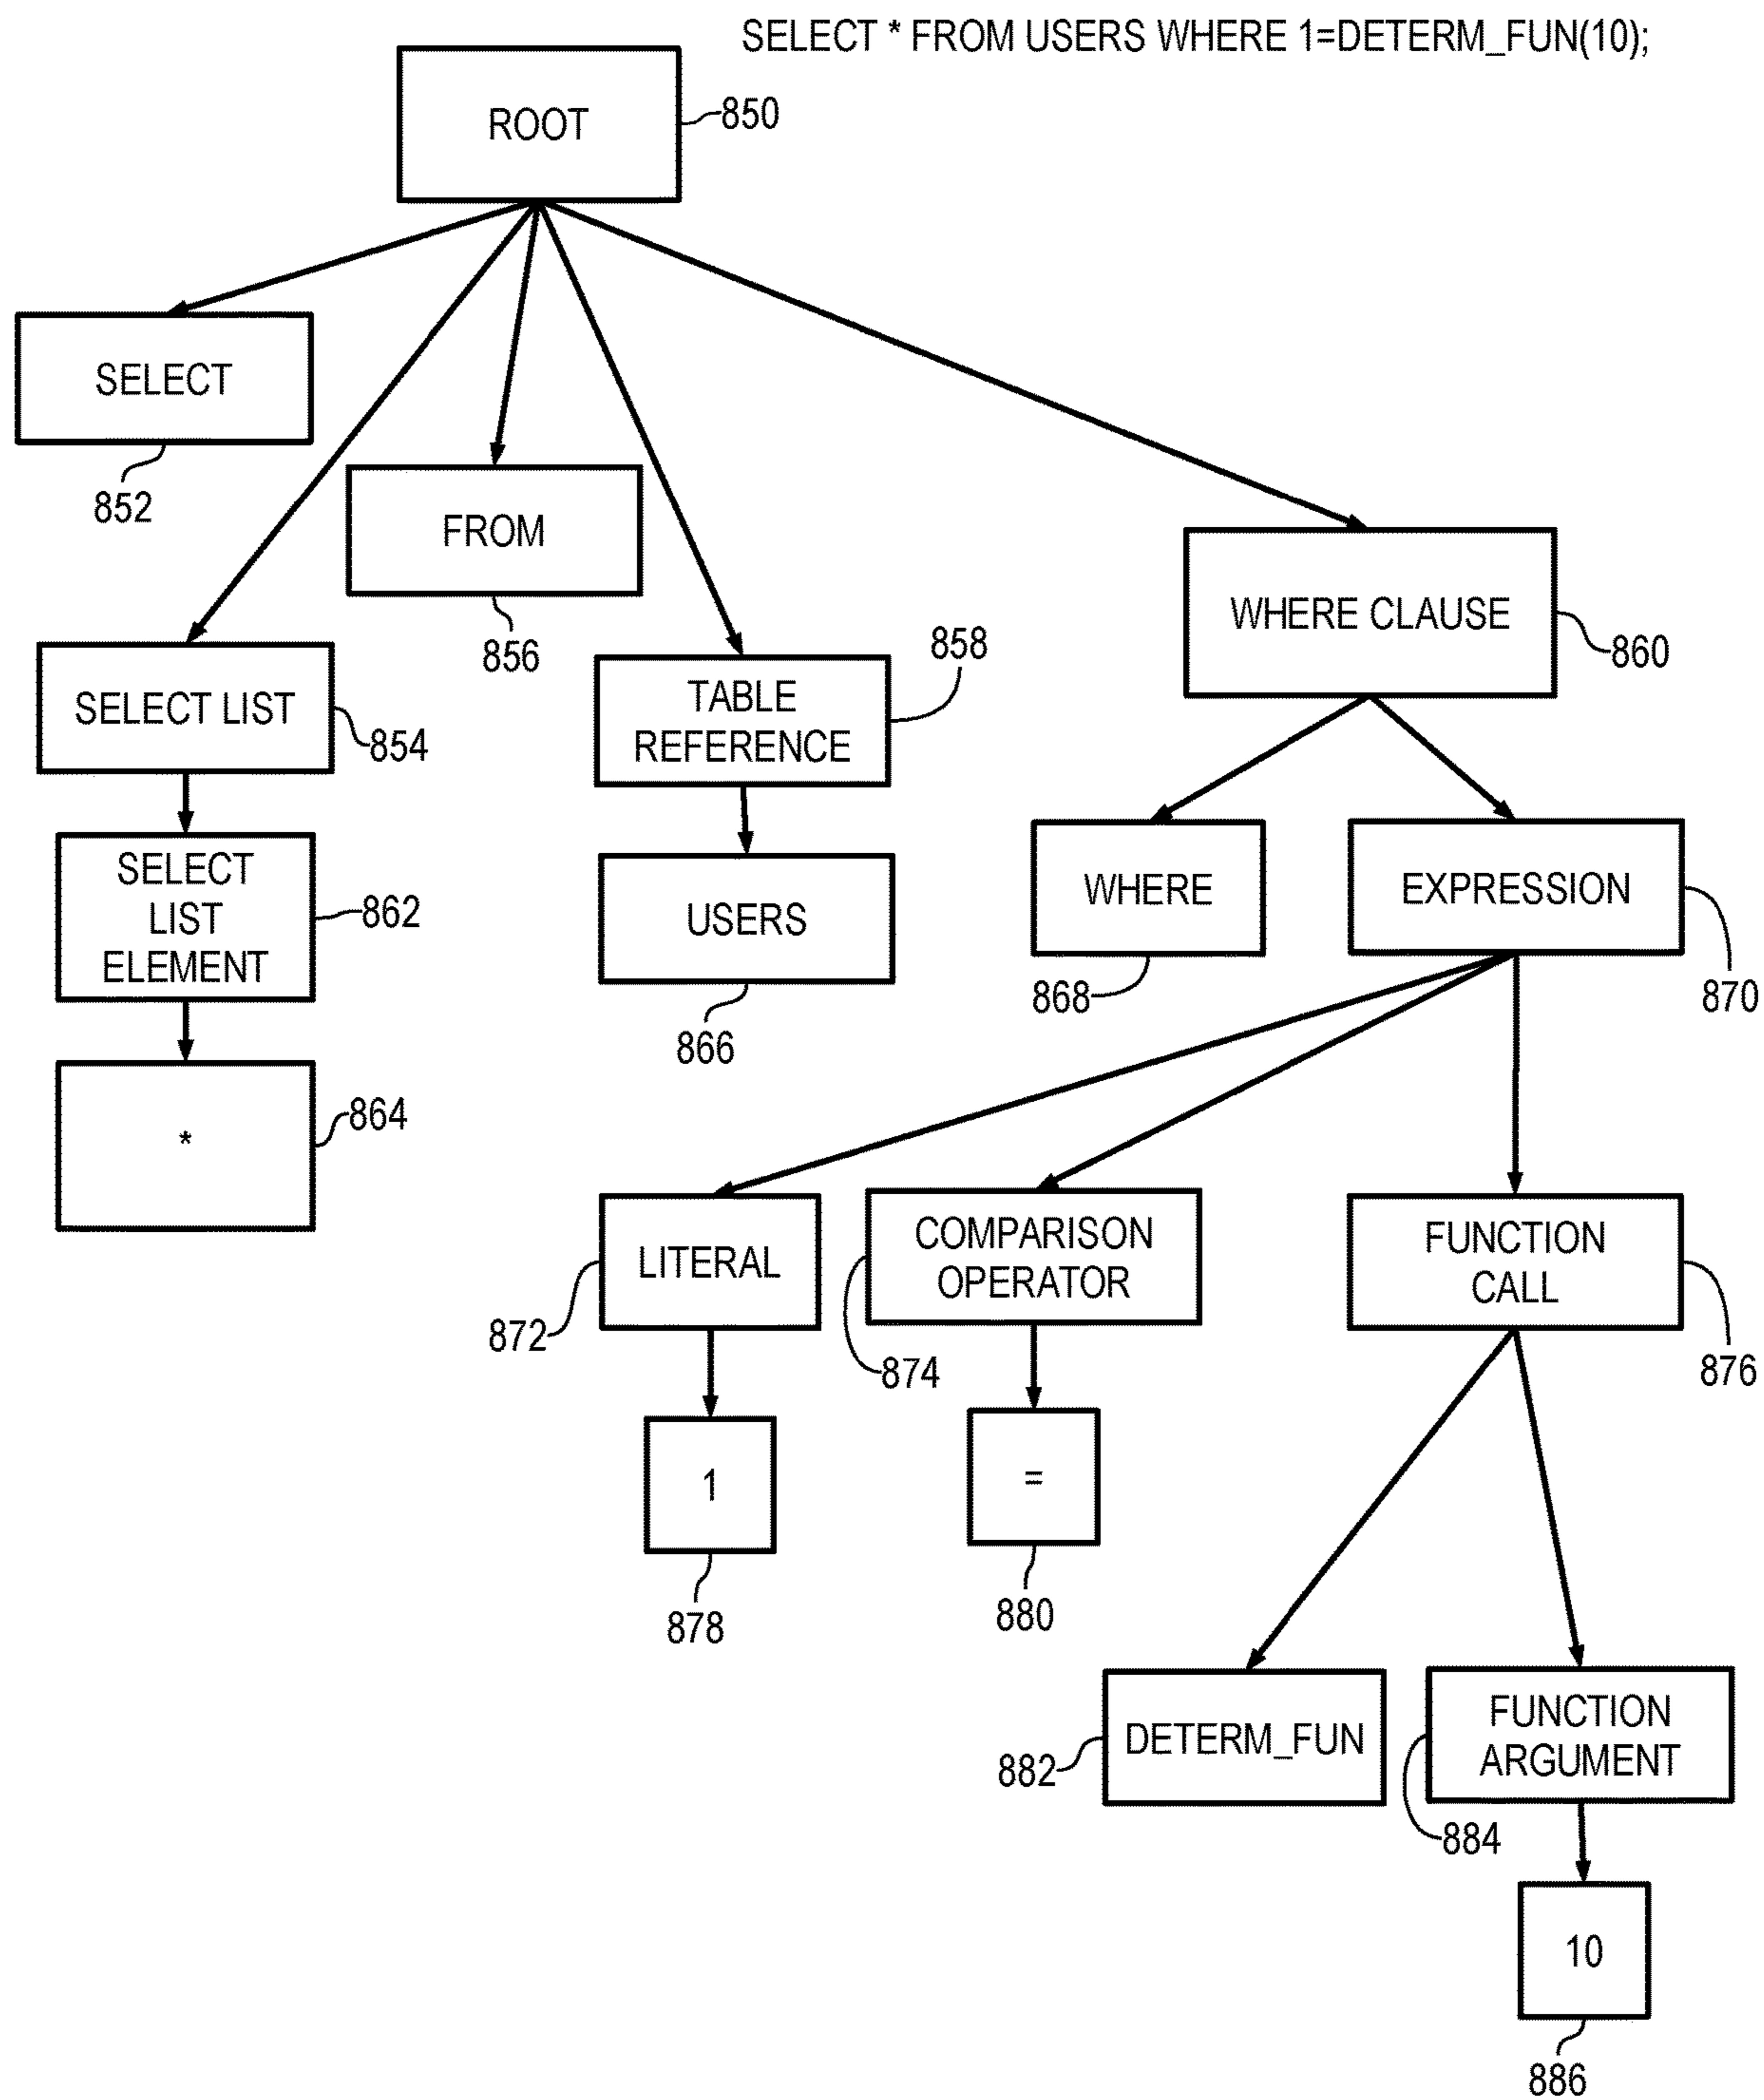 SELECT * FROM USERS WHERE 1=DETERM_FUN(10);
ROOT
850
SELECT
852
FROM
856
WHERE CLAUSE
860
SELECT LIST
854
TABLE
REFERENCE
858
SELECT
LIST
ELEMENT
862
USERS
866
WHERE
868
EXPRESSION
870
*
864
LITERAL
872
COMPARISON
OPERATOR
874
FUNCTION
CALL
876
1
878
=
880
DETERM_FUN
882
FUNCTION
ARGUMENT
884
10
886